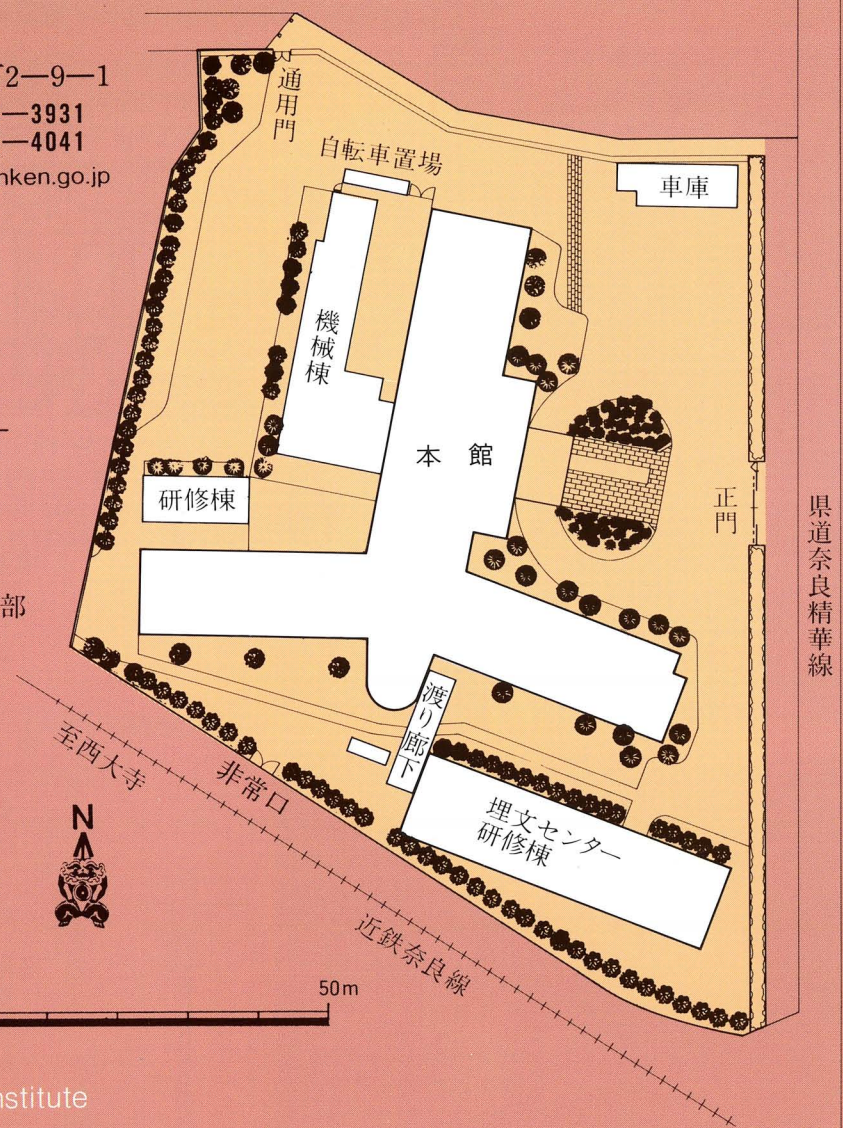 2—9—1
—3931
—4041
nken.go.jp
通用門
自転車置場
車庫
機械棟
本館
研修棟
正門
県道奈良精華線
部
渡り廊下
至西大寺
非常口
埋文センター
研修棟
N
近鉄奈良線
50m
nstitute